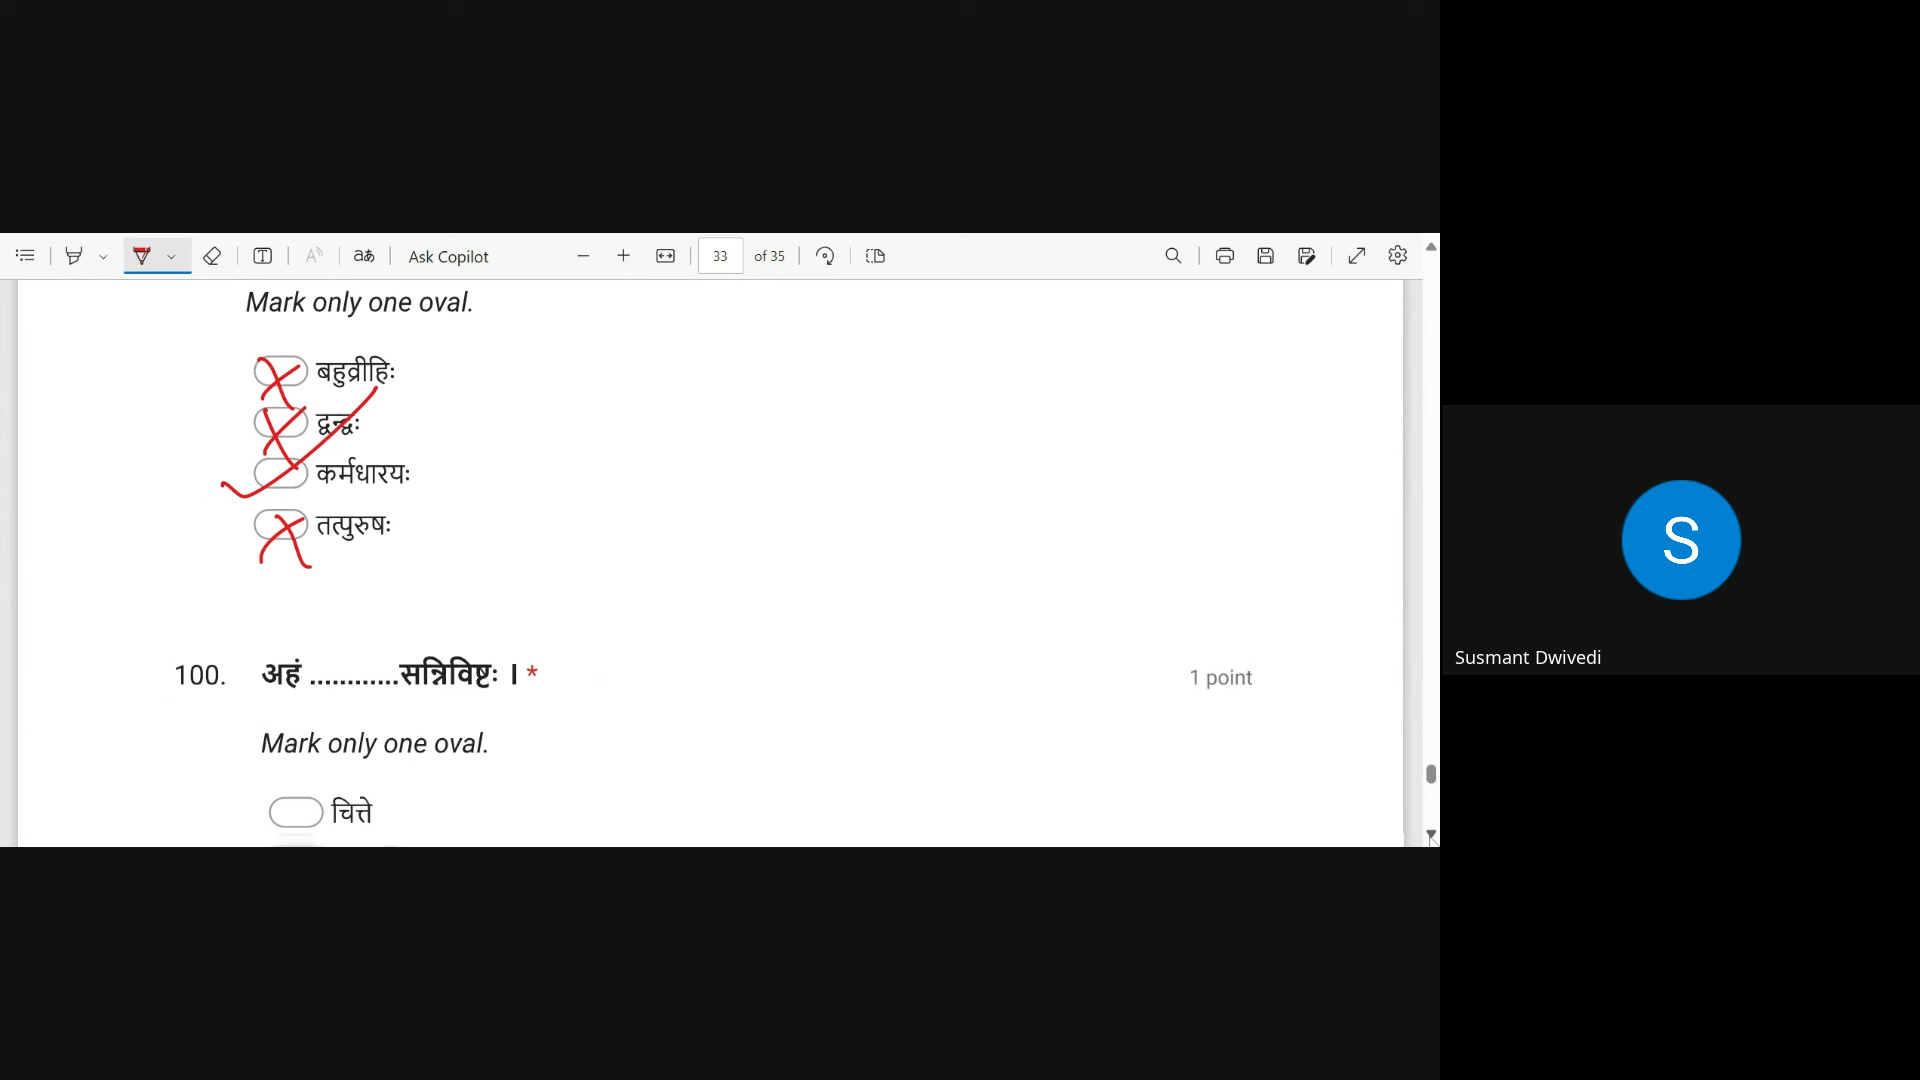 Ask Copilot
33 of 35
Mark only one oval.
बहुव्रीहिः
द्वन्द्वः
कर्मधारयः
तत्पुरुषः
100. अहं ............सन्निविष्टः । * 1 point
Mark only one oval.
चित्ते
S
Susmant Dwivedi